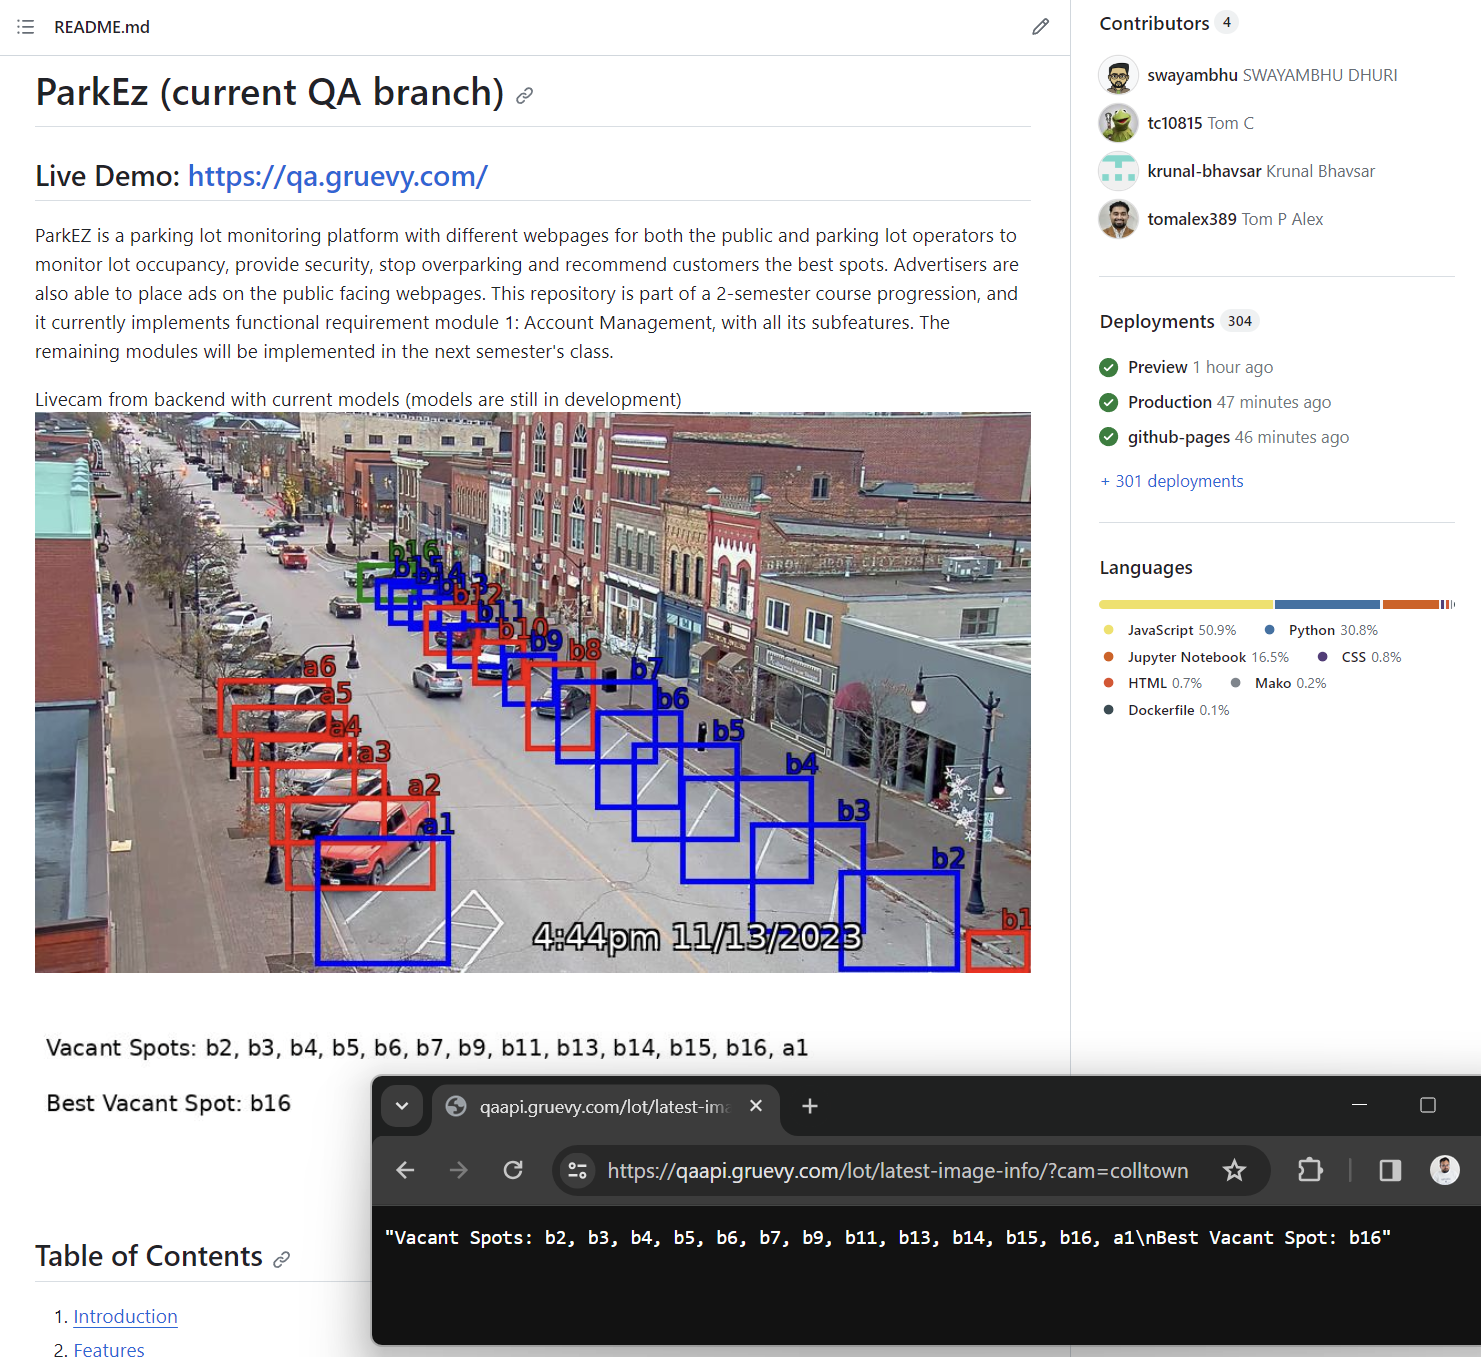 README.md
ParkEz (current QA branch)
Live Demo: https://qa.gruevy.com/
ParkEZ is a parking lot monitoring platform with different webpages for both the public and parking lot operators to
monitor lot occupancy, provide security, stop overparking and recommend customers the best spots. Advertisers are
also able to place ads on the public facing webpages. This repository is part of a 2-semester course progression, and
it currently implements functional requirement module 1: Account Management, with all its subfeatures. The
remaining modules will be implemented in the next semester's class.
Livecam from backend with current models (models are still in development)
b16
b15
b14
b13
b12
b11
b10
b9
b8
b7
b6
b5
b4
b3
b2
b1
a6
a5
a4
a3
a2
a1
4:44pm 11/13/2023
Vacant Spots: b2, b3, b4, b5, b6, b7, b9, b11, b13, b14, b15, b16, a1
Best Vacant Spot: b16
Table of Contents
1. Introduction
2. Features
Contributors 4
swayambhu SWAYAMBHU DHURI
tc10815 Tom C
krunal-bhavsar Krunal Bhavsar
tomalex389 Tom P Alex
Deployments 304
Preview 1 hour ago
Production 47 minutes ago
github-pages 46 minutes ago
+ 301 deployments
Languages
JavaScript 50.9% Python 30.8%
Jupyter Notebook 16.5% CSS 0.8%
HTML 0.7% Mako 0.2%
Dockerfile 0.1%
qaapi.gruevy.com/lot/latest-ima
https://qaapi.gruevy.com/lot/latest-image-info/?cam=colltown
"Vacant Spots: b2, b3, b4, b5, b6, b7, b9, b11, b13, b14, b15, b16, a1\nBest Vacant Spot: b16"